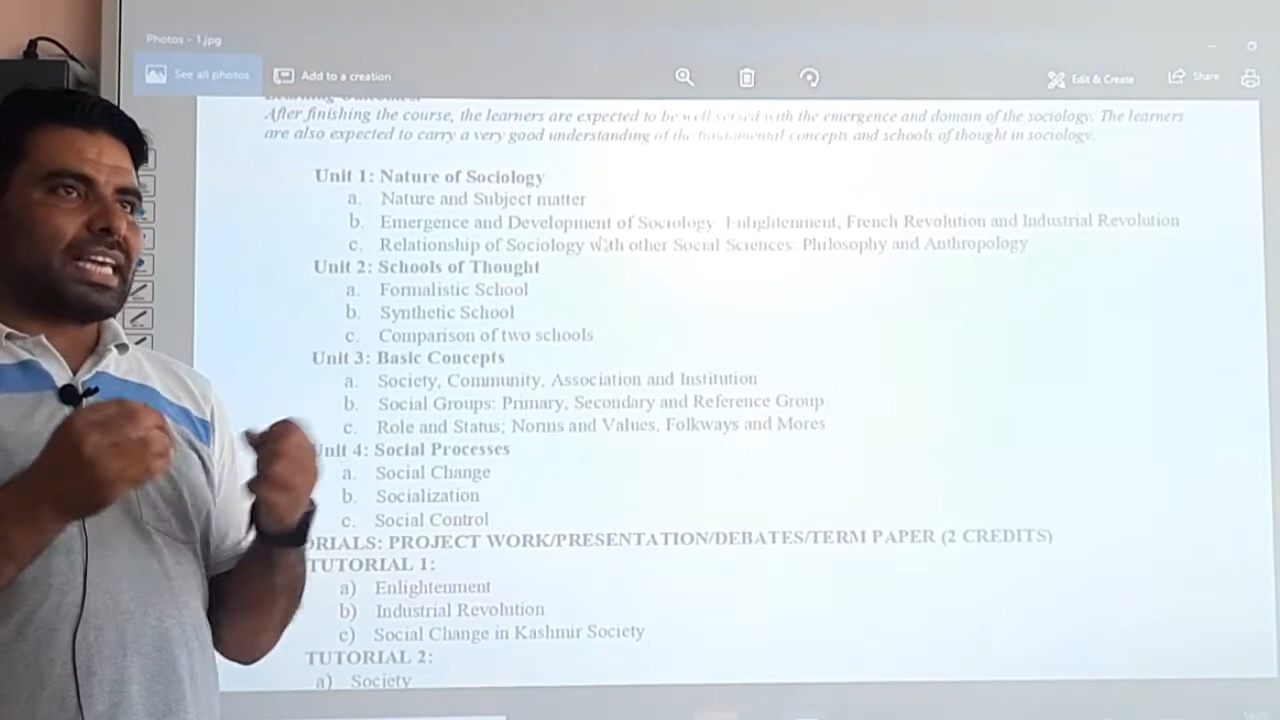 Photos - 1.jpg
See all photos
Add to a creation
Edit & Create
Share
Learning Outcomes:
After finishing the course, the learners are expected to be well versed with the emergence and domain of the sociology. The learners
are also expected to carry a very good understanding of the fundamental concepts and schools of thought in sociology.
Unit 1: Nature of Sociology
a. Nature and Subject matter
b. Emergence and Development of Sociology: Enlightenment, French Revolution and Industrial Revolution
c. Relationship of Sociology with other Social Sciences: Philosophy and Anthropology
Unit 2: Schools of Thought
a. Formalistic School
b. Synthetic School
c. Comparison of two schools
Unit 3: Basic Concepts
a. Society, Community, Association and Institution
b. Social Groups: Primary, Secondary and Reference Group
c. Role and Status; Norms and Values, Folkways and Mores
Unit 4: Social Processes
a. Social Change
b. Socialization
c. Social Control
RIALS: PROJECT WORK/PRESENTATION/DEBATES/TERM PAPER (2 CREDITS)
TUTORIAL 1:
a) Enlightenment
b) Industrial Revolution
c) Social Change in Kashmir Society
TUTORIAL 2:
a) Society